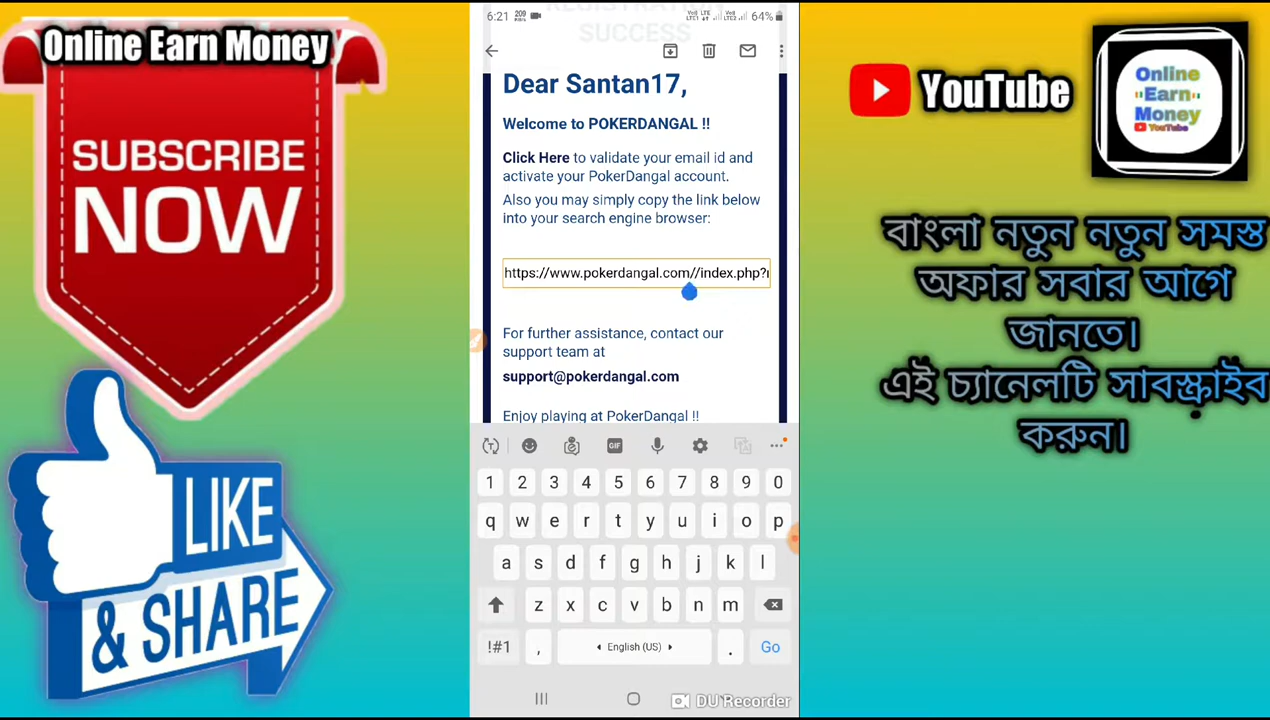 Online Earn Money
SUBSCRIBE
NOW
LIKE
& SHARE
6:21
64%
REGISTRATION
SUCCESS
Dear Santan17,
Welcome to POKERDANGAL !!
Click Here to validate your email id and
activate your PokerDangal account.
Also you may simply copy the link below
into your search engine browser:
https://www.pokerdangal.com//index.php?
For further assistance, contact our
support team at
support@pokerdangal.com
Enjoy playing at PokerDangal !!
GIF
1 2 3 4 5 6 7 8 9 0
q w e r t y u i o p
a s d f g h j k l
z x c v b n m
!#1 , English (US) . Go
DU Recorder
YouTube
Online
Earn
Money
YouTube
বাংলা নতুন নতুন সমস্ত
অফার সবার আগে
জানতে।
এই চ্যানেলটি সাবস্ক্রাইব
করুন।